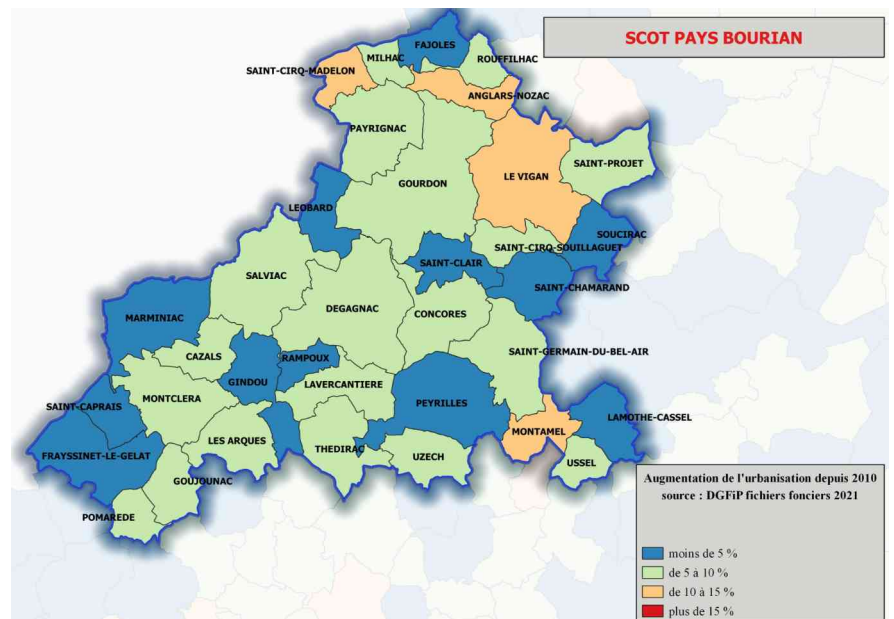 SCOT PAYS BOURIAN
FAJOLES
MILHAC
ROUFFILHAC
SAINT-CIRQ-MADELON
ANGLARS-NOZAC
PAYRIGNAC
SAINT-PROJET
LE VIGAN
GOURDON
LEOBARD
SOUCIRAC
SAINT-CIRQ-SOUILLAGUET
SAINT-CLAIR
SALVIAC
SAINT-CHAMARAND
DEGAGNAC
CONCORES
MARMINIAC
SAINT-GERMAIN-DU-BEL-AIR
CAZALS
RAMPOUX
GINDOU
LAVERCANTIERE
MONTCLERA
PEYRILLES
SAINT-CAPRAIS
LAMOTHE-CASSEL
MONTAMEL
LES ARQUES
THEDIRAC
FRAYSSINET-LE-GELAT
UZECH
USSEL
GOUJOUNAC
POMAREDE
Augmentation de l'urbanisation depuis 2010
source : DGFiP fichiers fonciers 2021
moins de 5 %
de 5 à 10 %
de 10 à 15 %
plus de 15 %